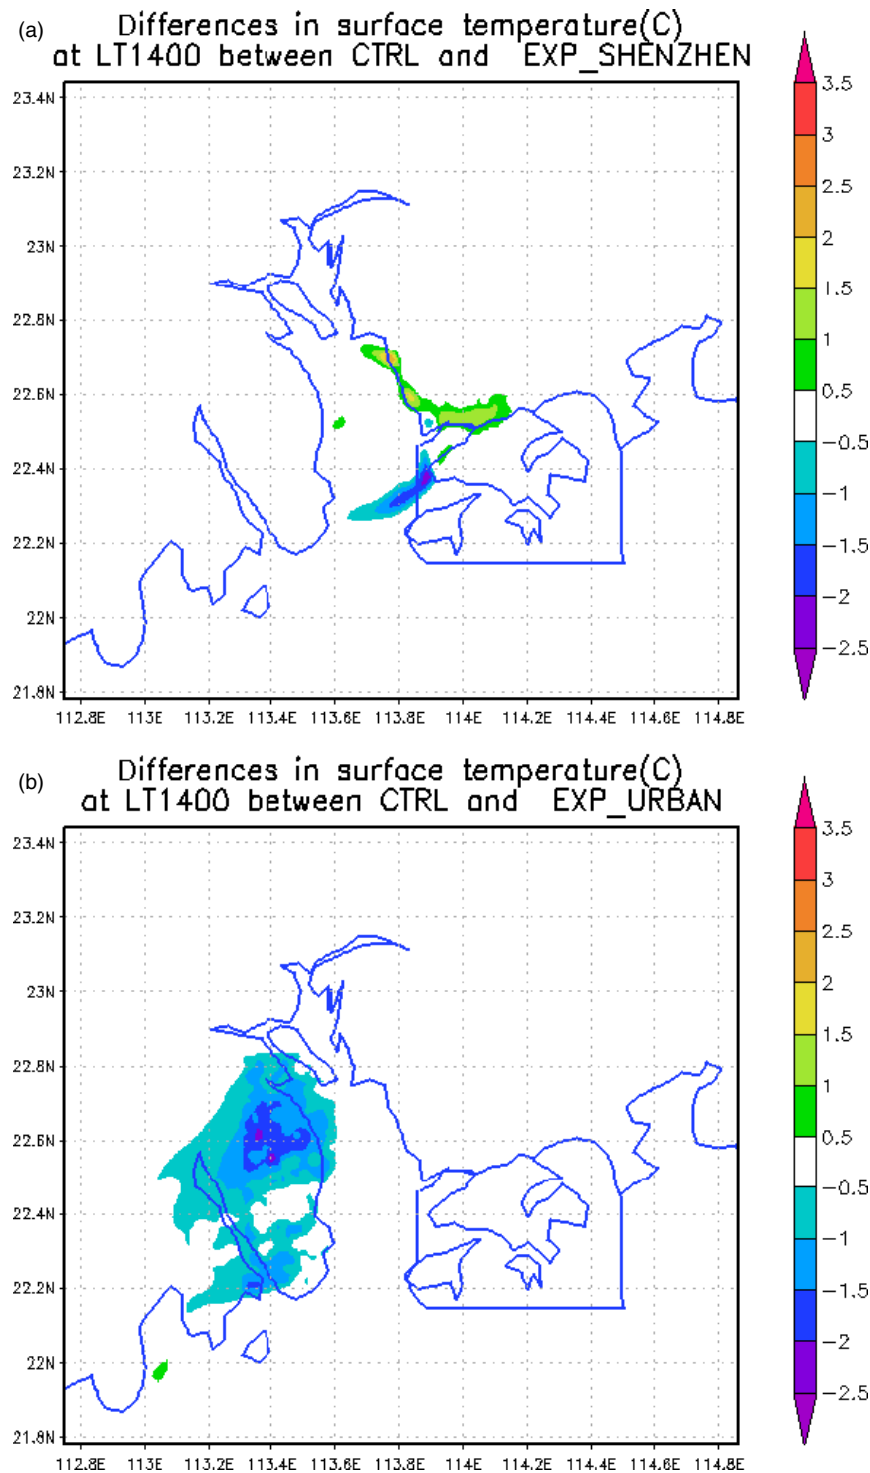 (a) Differences in surface temperature(C)
at LT1400 between CTRL and EXP_SHENZHEN
23.4N
23.2N
23N
22.8N
22.6N
22.4N
22.2N
22N
21.8N
112.8E 113E 113.2E 113.4E 113.6E 113.8E 114E 114.2E 114.4E 114.6E 114.8E
3.5
3
2.5
2
1.5
1
0.5
-0.5
-1
-1.5
-2
-2.5
(b) Differences in surface temperature(C)
at LT1400 between CTRL and EXP_URBAN
23.4N
23.2N
23N
22.8N
22.6N
22.4N
22.2N
22N
21.8N
112.8E 113E 113.2E 113.4E 113.6E 113.8E 114E 114.2E 114.4E 114.6E 114.8E
3.5
3
2.5
2
1.5
1
0.5
-0.5
-1
-1.5
-2
-2.5